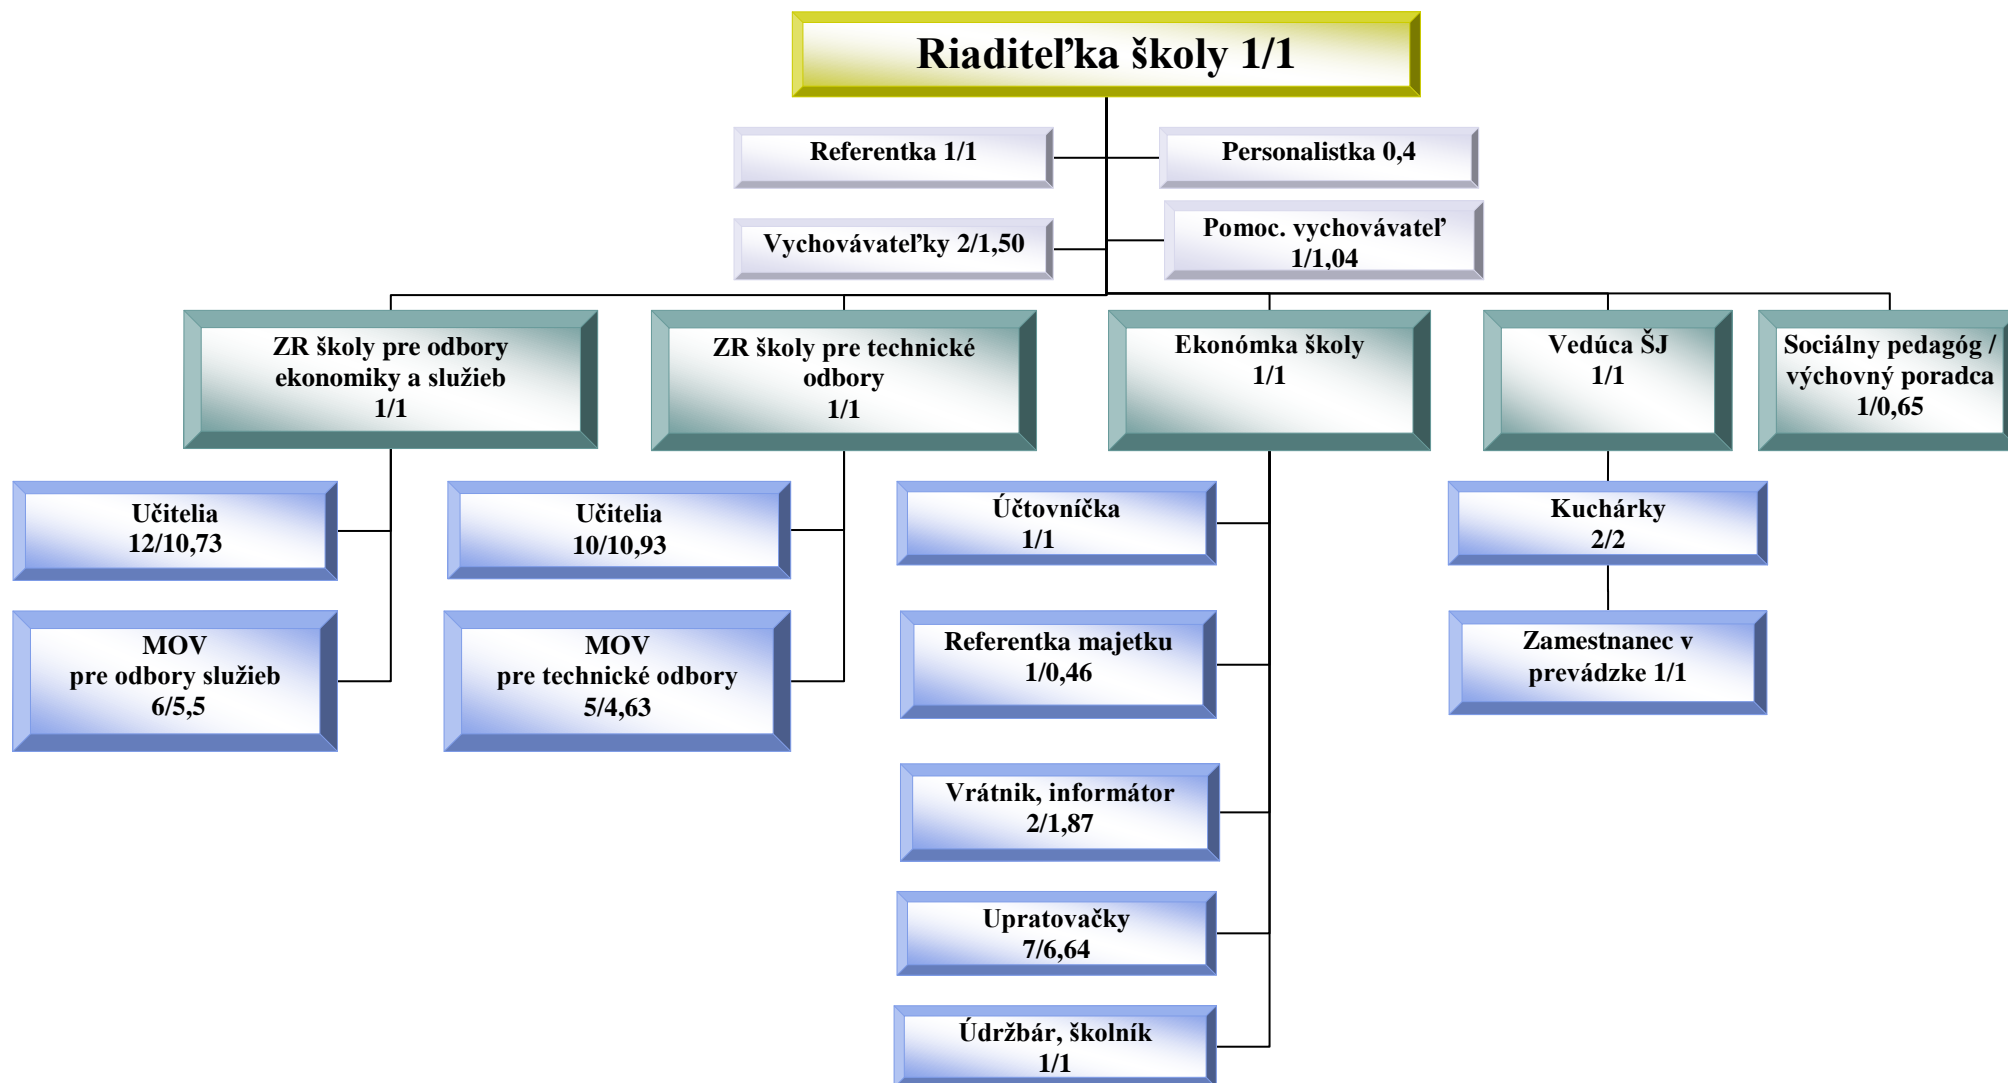 Riaditeľka školy 1/1
Referentka 1/1
Personalistka 0,4
Vychovávateľky 2/1,50
Pomoc. vychovávateľ
1/1,04
ZR školy pre odbory
ekonomiky a služieb
1/1
ZR školy pre technické
odbory
1/1
Ekonómka školy
1/1
Vedúca ŠJ
1/1
Sociálny pedagóg /
výchovný poradca
1/0,65
Učitelia
12/10,73
Učitelia
10/10,93
Účtovníčka
1/1
Kuchárky
2/2
MOV
pre odbory služieb
6/5,5
MOV
pre technické odbory
5/4,63
Referentka majetku
1/0,46
Zamestnanec v
prevádzke 1/1
Vrátnik, informátor
2/1,87
Upratovačky
7/6,64
Údržbár, školník
1/1